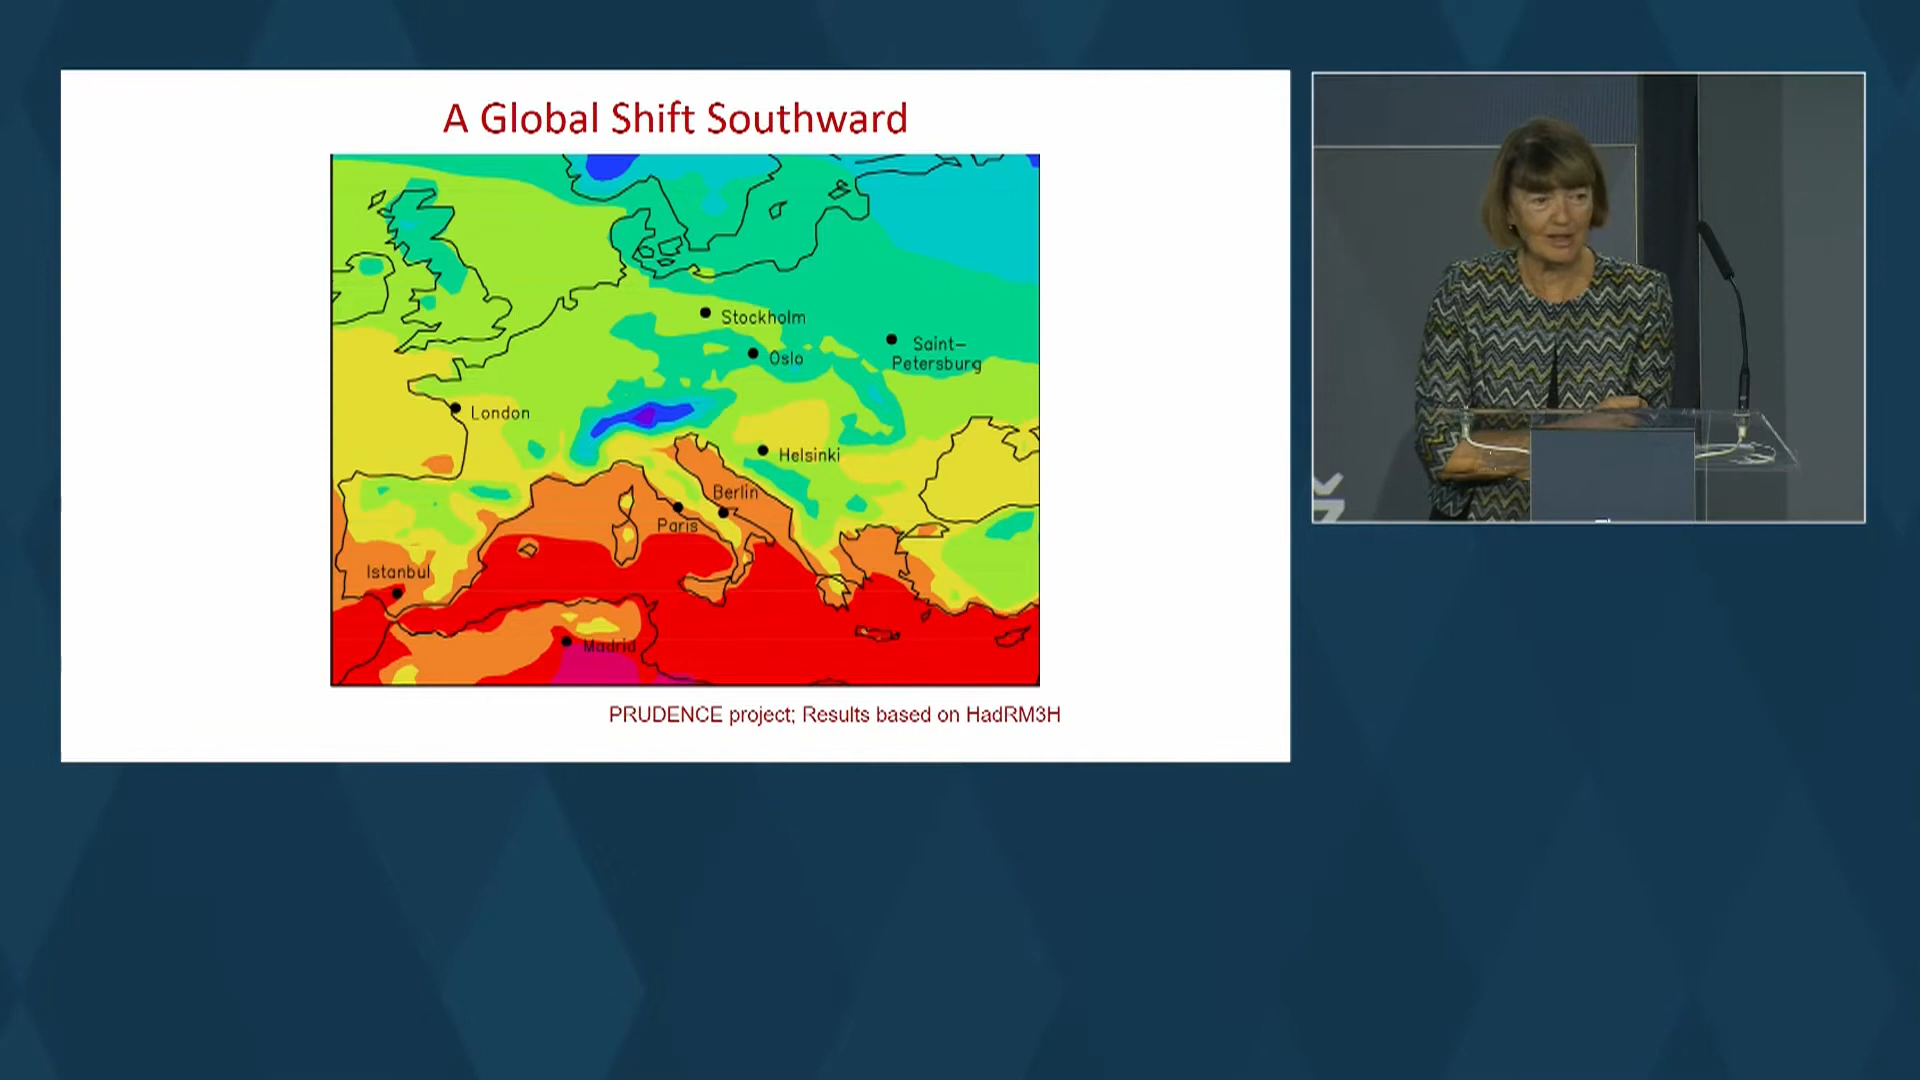 A Global Shift Southward
Stockholm
Oslo
Saint-
Petersburg
London
Helsinki
Berlin
Paris
Istanbul
Madrid
PRUDENCE project; Results based on HadRM3H